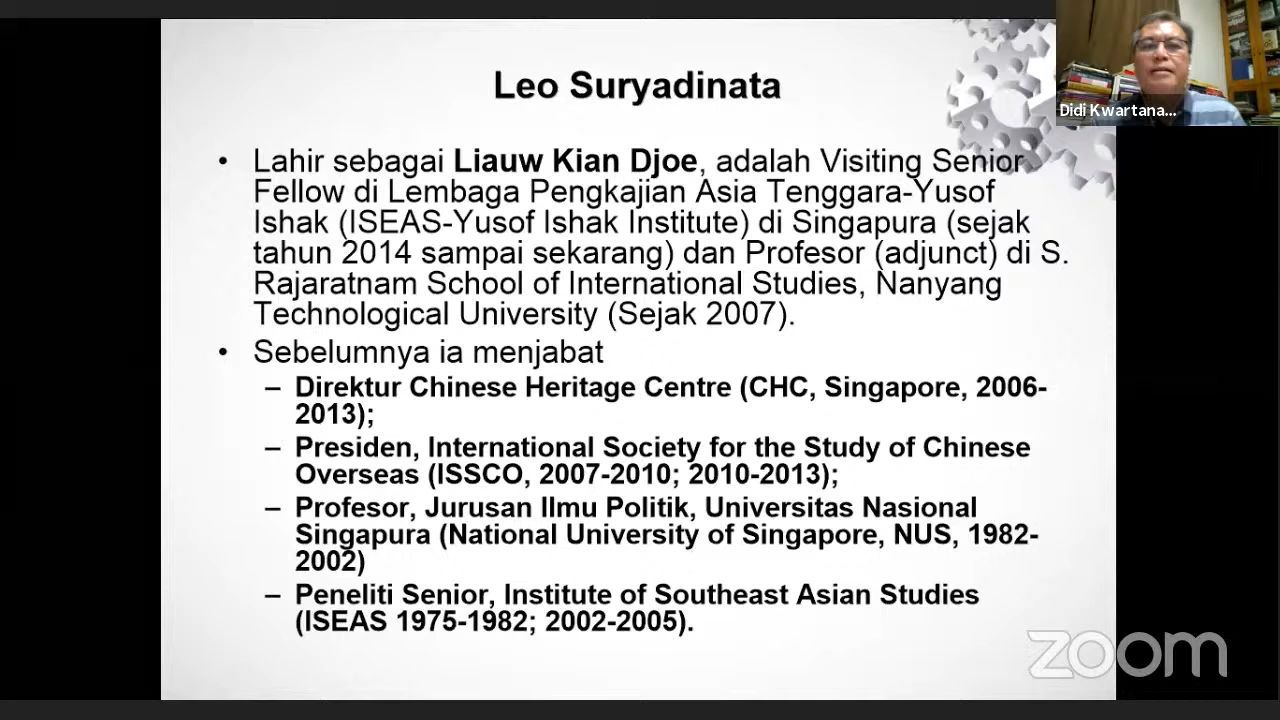 Leo Suryadinata
Didi Kwartana...
• Lahir sebagai Liauw Kian Djoe, adalah Visiting Senior
Fellow di Lembaga Pengkajian Asia Tenggara-Yusof
Ishak (ISEAS-Yusof Ishak Institute) di Singapura (sejak
tahun 2014 sampai sekarang) dan Profesor (adjunct) di S.
Rajaratnam School of International Studies, Nanyang
Technological University (Sejak 2007).
• Sebelumnya ia menjabat
– Direktur Chinese Heritage Centre (CHC, Singapore, 2006-
2013);
– Presiden, International Society for the Study of Chinese
Overseas (ISSCO, 2007-2010; 2010-2013);
– Profesor, Jurusan Ilmu Politik, Universitas Nasional
Singapura (National University of Singapore, NUS, 1982-
2002)
– Peneliti Senior, Institute of Southeast Asian Studies
(ISEAS 1975-1982; 2002-2005).
zoom